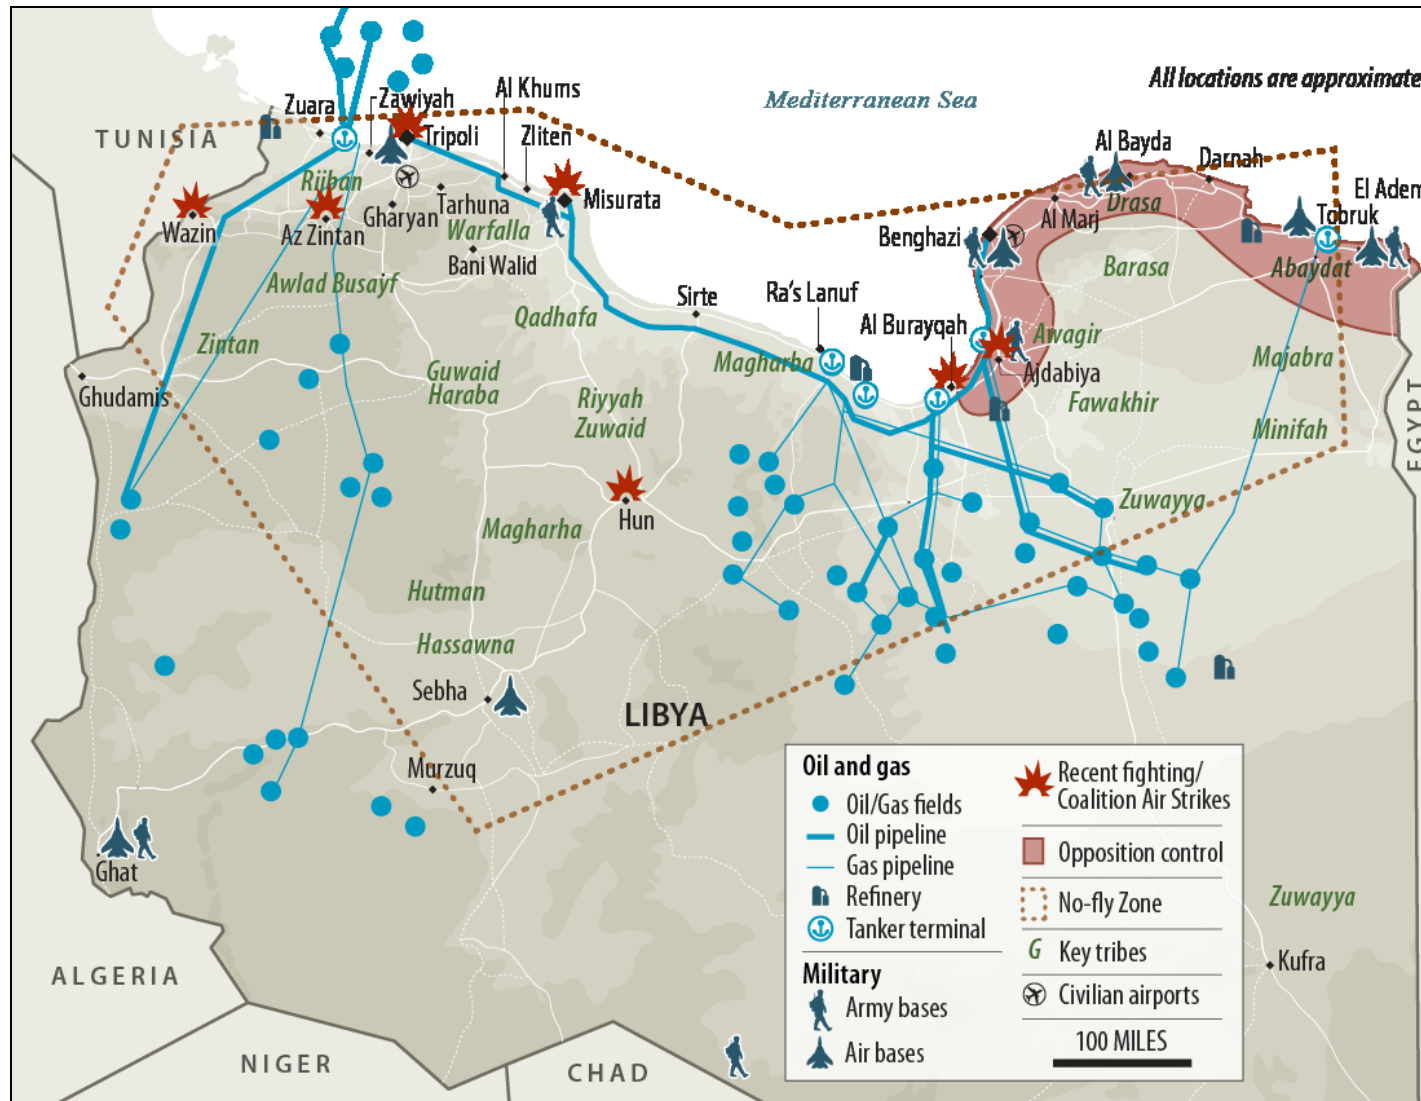 All locations are approximate
Mediterranean Sea
TUNISIA
Zuara
Zawiyah
Tripoli
Al Khums
Zliten
Misurata
Rijban
Wazin
Az Zintan
Gharyan
Tarhuna
Warfalla
Bani Walid
Awlad Busayf
Qadhafa
Zintan
Ghudamis
Guwaid
Haraba
Riyyah
Zuwaid
Sirte
Ra's Lanuf
Magharba
Al Burayqah
Benghazi
Al Marj
Al Bayda
Drasa
Darnah
El Adem
Tobruk
Abaydat
Barasa
Awagir
Ajdabiya
Fawakhir
Majabra
Minifah
EGYPT
Zuwayya
Hun
Magharha
Hutman
Hassawna
Sebha
LIBYA
Murzuq
Ghat
ALGERIA
NIGER
CHAD
Zuwayya
Kufra
Oil and gas
Oil/Gas fields
Oil pipeline
Gas pipeline
Refinery
Tanker terminal
Military
Army bases
Air bases
Recent fighting/
Coalition Air Strikes
Opposition control
No-fly Zone
G Key tribes
Civilian airports
100 MILES